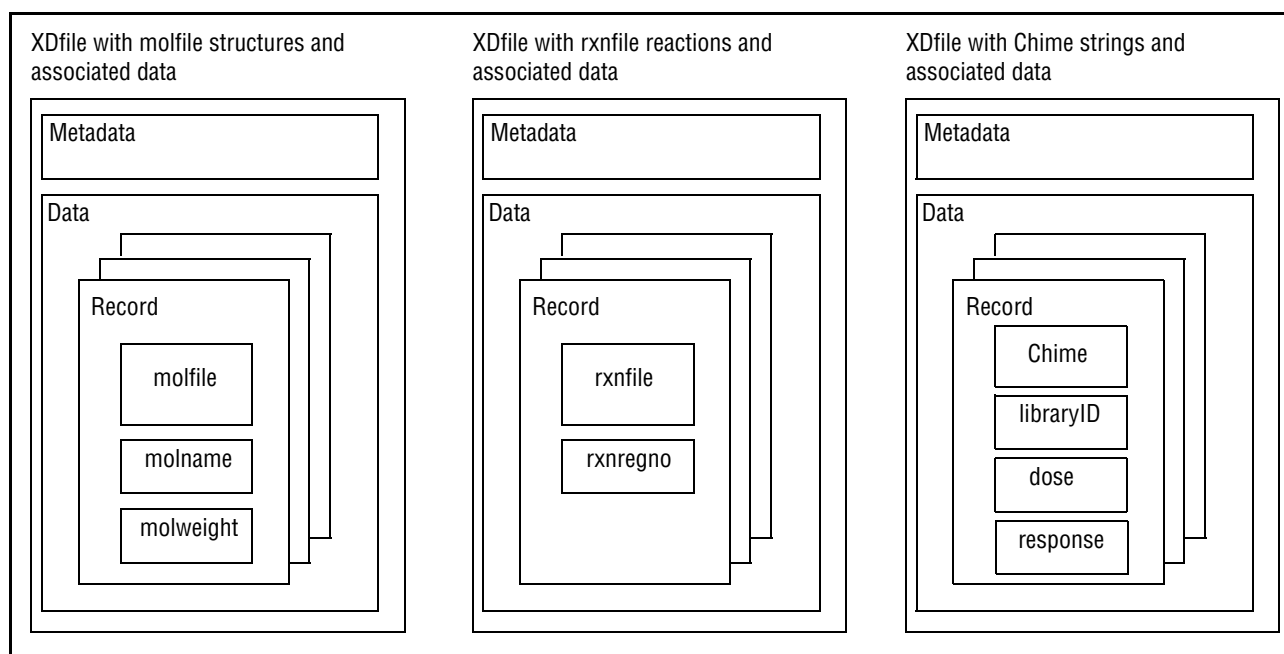 XDfile with molfile structures and
associated data
Metadata
Data
Record
molfile
molname
molweight
XDfile with rxnfile reactions and
associated data
Metadata
Data
Record
rxnfile
rxnregno
XDfile with Chime strings and
associated data
Metadata
Data
Record
Chime
libraryID
dose
response